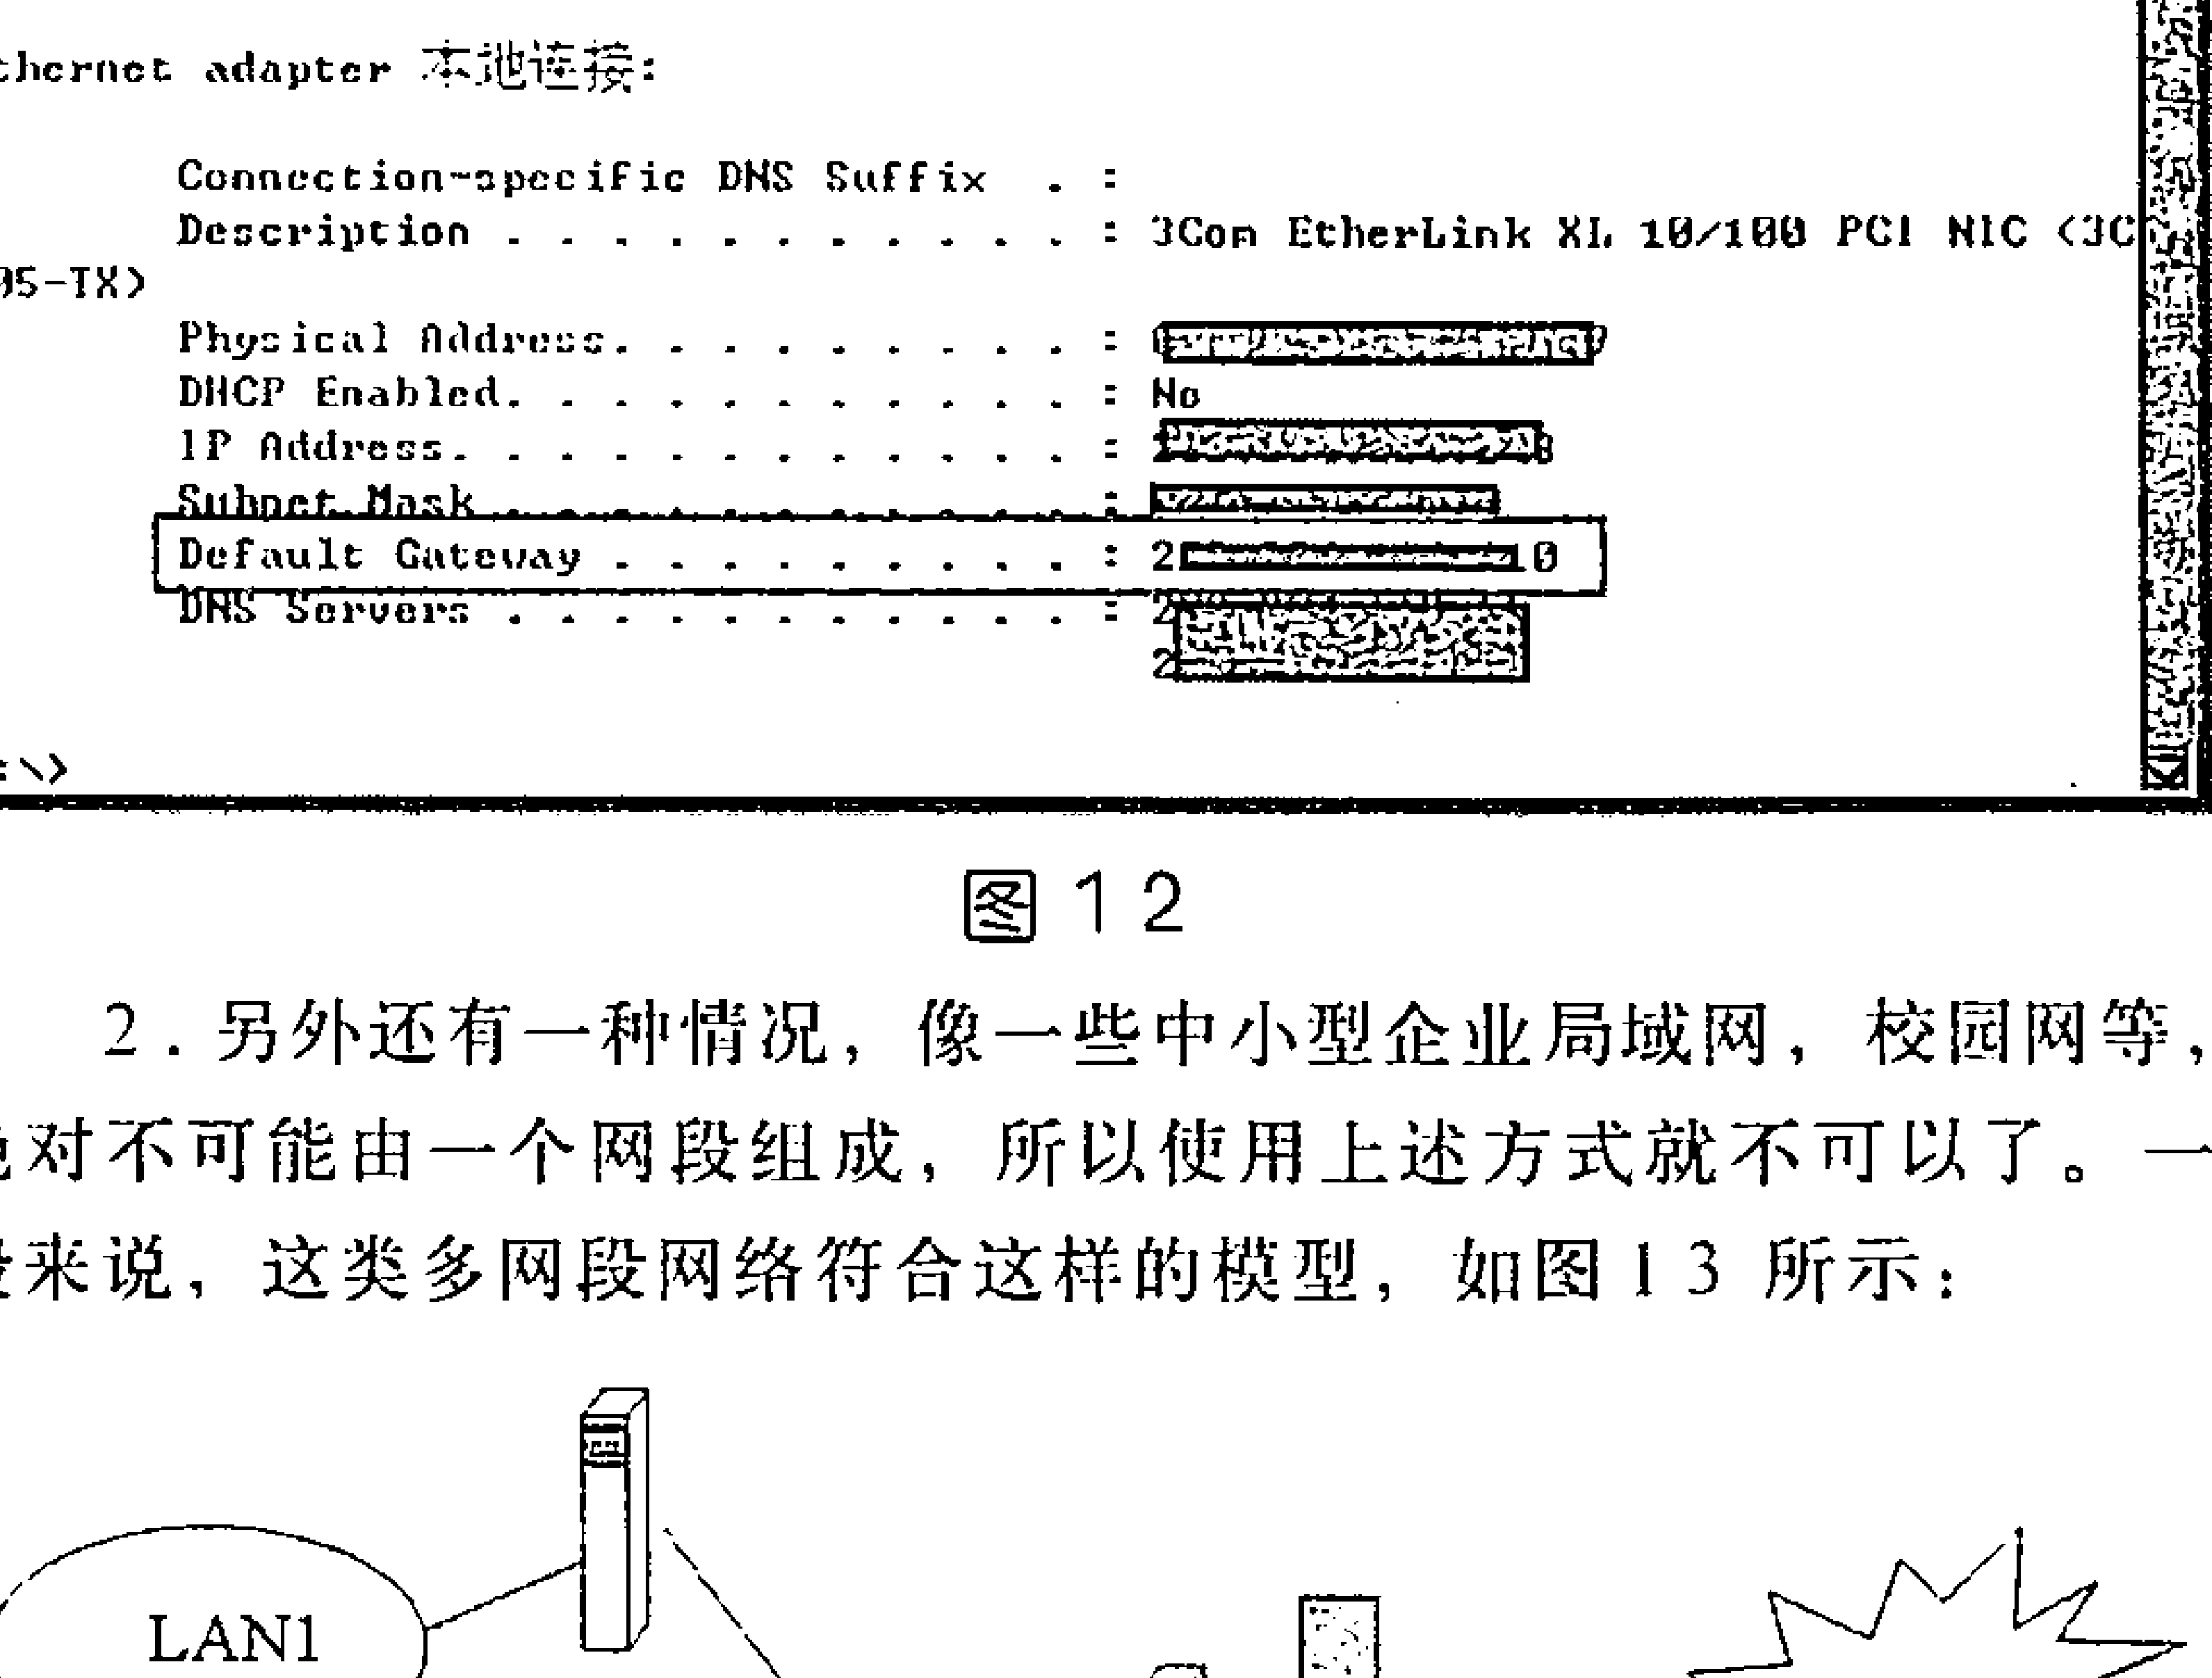 thernet adapter 本地连接:
Connection-specific DNS Suffix . :
Description . . . . . . . . . . . : 3Com EtherLink XL 10/100 PCI NIC (3C
05-TX)
Physical Address. . . . . . . . . :
DHCP Enabled. . . . . . . . . . . : No
IP Address. . . . . . . . . . . . :
Subnet Mask . . . . . . . . . . . :
Default Gateway . . . . . . . . . : 2 .0
DNS Servers . . . . . . . . . . . : 2
2
:\>
图 12
2.另外还有一种情况，像一些中小型企业局域网，校园网等，
对不可能由一个网段组成，所以使用上述方式就不可以了。一
来说，这类多网段网络符合这样的模型，如图 13 所示：
LAN1